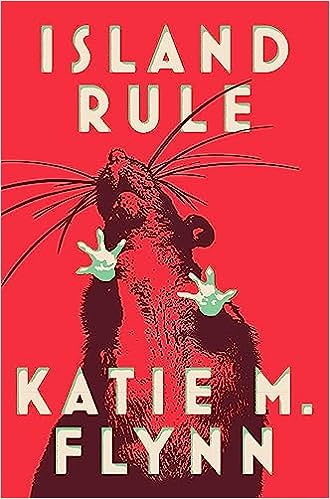 ISLAND
RULE
KATIE M.
FLYNN